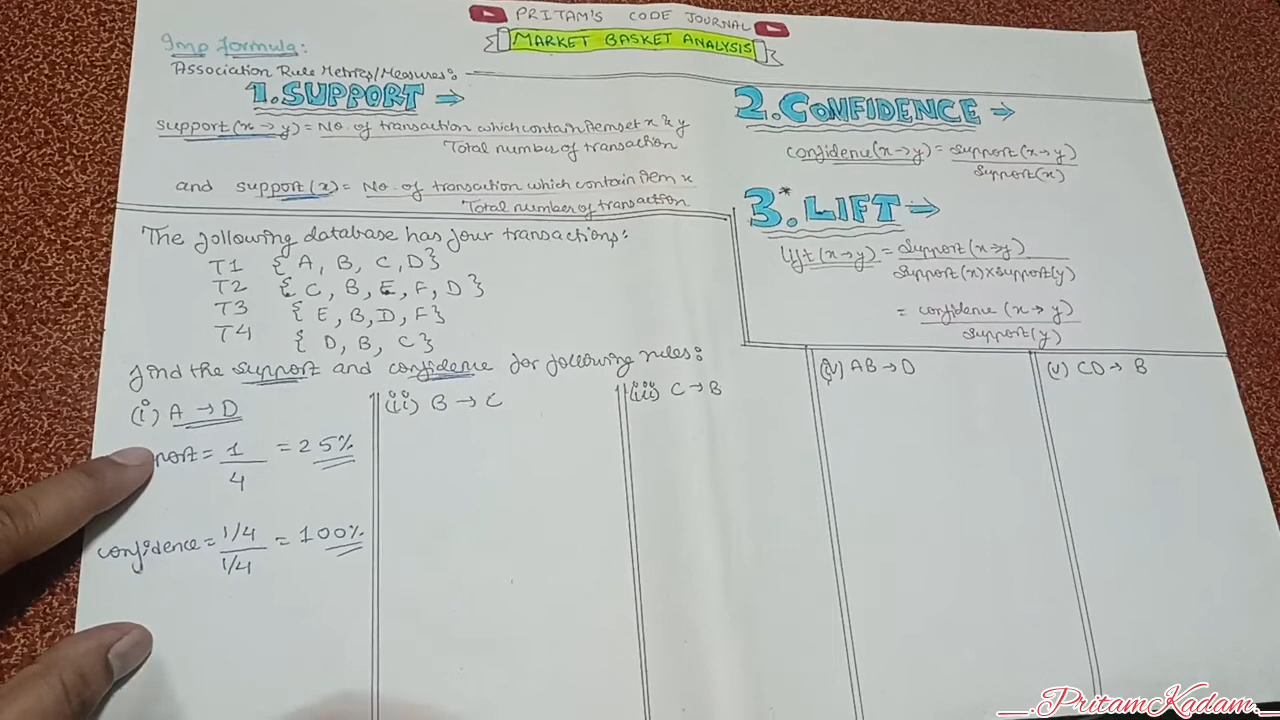 PRITAM'S CODE JOURNAL
MARKET BASKET ANALYSIS
Imp formula:
Association Rule Metrics/Measures:
1. SUPPORT →
support(x→y) = No. of transaction which contain itemset x & y
Total number of transaction
and support(x) = No. of transaction which contain item x
Total number of transaction
2. CONFIDENCE →
confidence(x→y) = support(x→y)
support(x)
3.* LIFT →
lift(x→y) = support(x→y)
support(x)×support(y)
= confidence(x→y)
support(y)
The following database has four transactions:
T1 {A, B, C, D}
T2 {C, B, E, F, D}
T3 {E, B, D, F}
T4 {D, B, C}
find the support and confidence for following rules:
(i) A → D
port = 1 = 25%
4
confidence = 1/4 = 100%
1/4
(ii) B → C
(iii) C → B
(iv) AB → D
(v) CD → B
__.PritamKadam.__